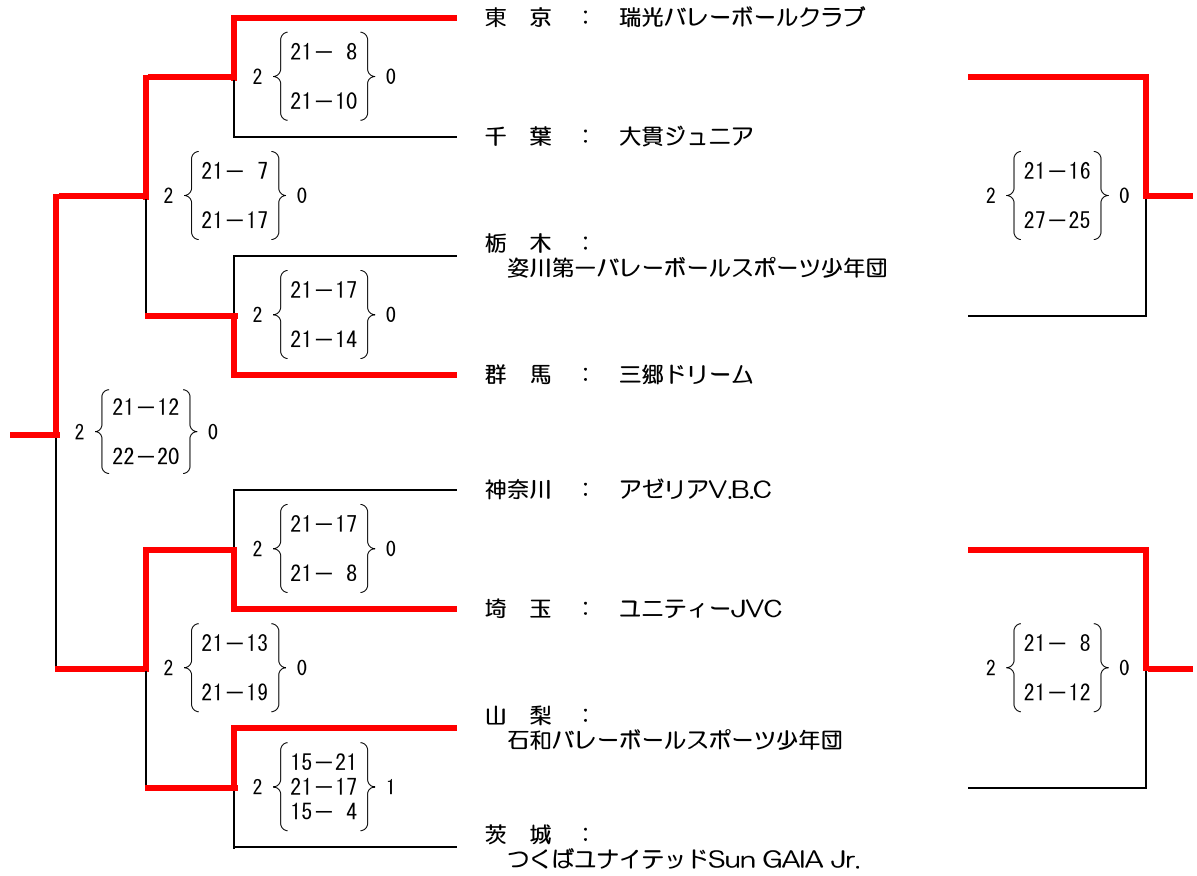 東　京　：　瑞光バレーボールクラブ
21－ 8
2 0
21－10
千　葉　：　大貫ジュニア
21－ 7
2 0
21－17
栃　木　：
姿川第一バレーボールスポーツ少年団
21－17
2 0
21－14
群　馬　：　三郷ドリーム
21－12
2 0
22－20
神奈川　：　アゼリアV.B.C
21－17
2 0
21－ 8
埼　玉　：　ユニティーJVC
21－13
2 0
21－19
山　梨　：
石和バレーボールスポーツ少年団
15－21
2 21－17 1
15－ 4
茨　城　：
つくばユナイテッドSun GAIA Jr.
21－16
2 0
27－25
21－ 8
2 0
21－12